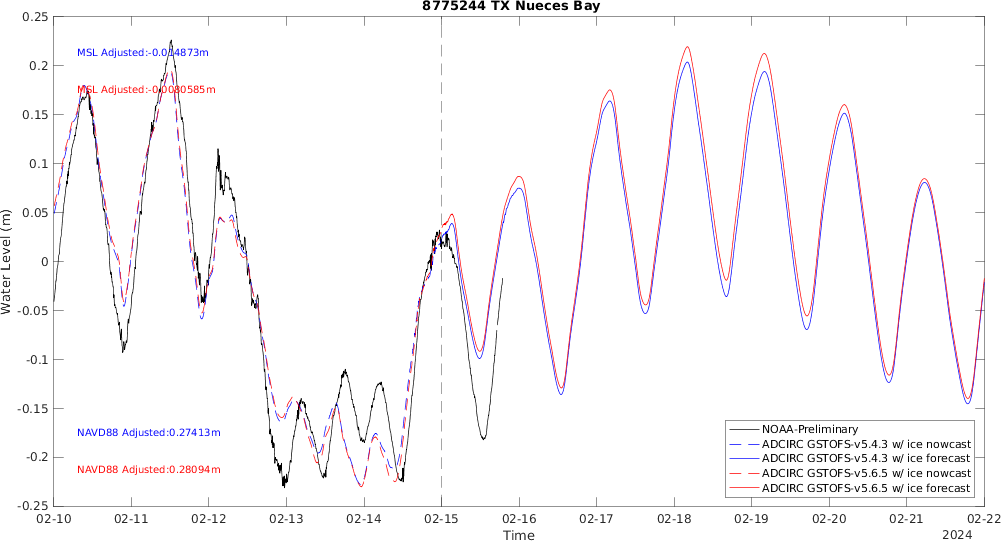 8775244 TX Nueces Bay
0.25
0.2
0.15
0.1
0.05
0
-0.05
-0.1
-0.15
-0.2
-0.25
Water Level (m)
MSL Adjusted:-0.014873m
MSL Adjusted:-0.0080585m
NAVD88 Adjusted:0.27413m
NAVD88 Adjusted:0.28094m
NOAA-Preliminary
ADCIRC GSTOFS-v5.4.3 w/ ice nowcast
ADCIRC GSTOFS-v5.4.3 w/ ice forecast
ADCIRC GSTOFS-v5.6.5 w/ ice nowcast
ADCIRC GSTOFS-v5.6.5 w/ ice forecast
02-10 02-11 02-12 02-13 02-14 02-15 02-16 02-17 02-18 02-19 02-20 02-21 02-22
Time
2024